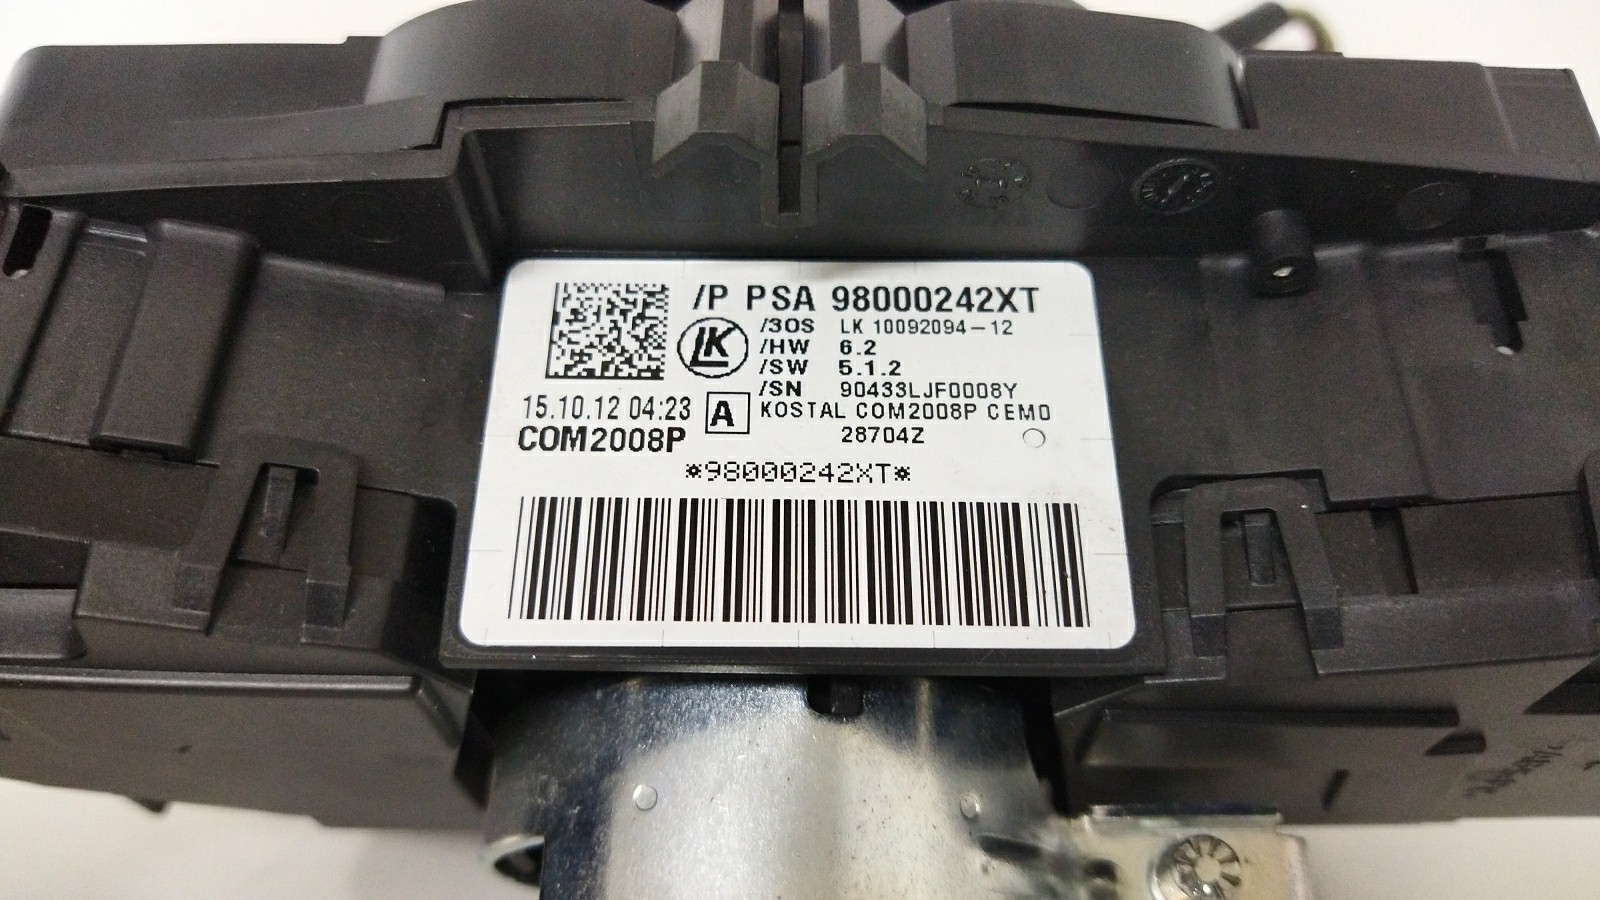 /P PSA 98000242XT
LK
/3OS LK 10092094-12
/HW 6.2
/SW 5.1.2
/SN 90433LJF0008Y
15.10.12 04:23
A
KOSTAL COM2008P CEM0
COM2008P
28704Z
*98000242XT*